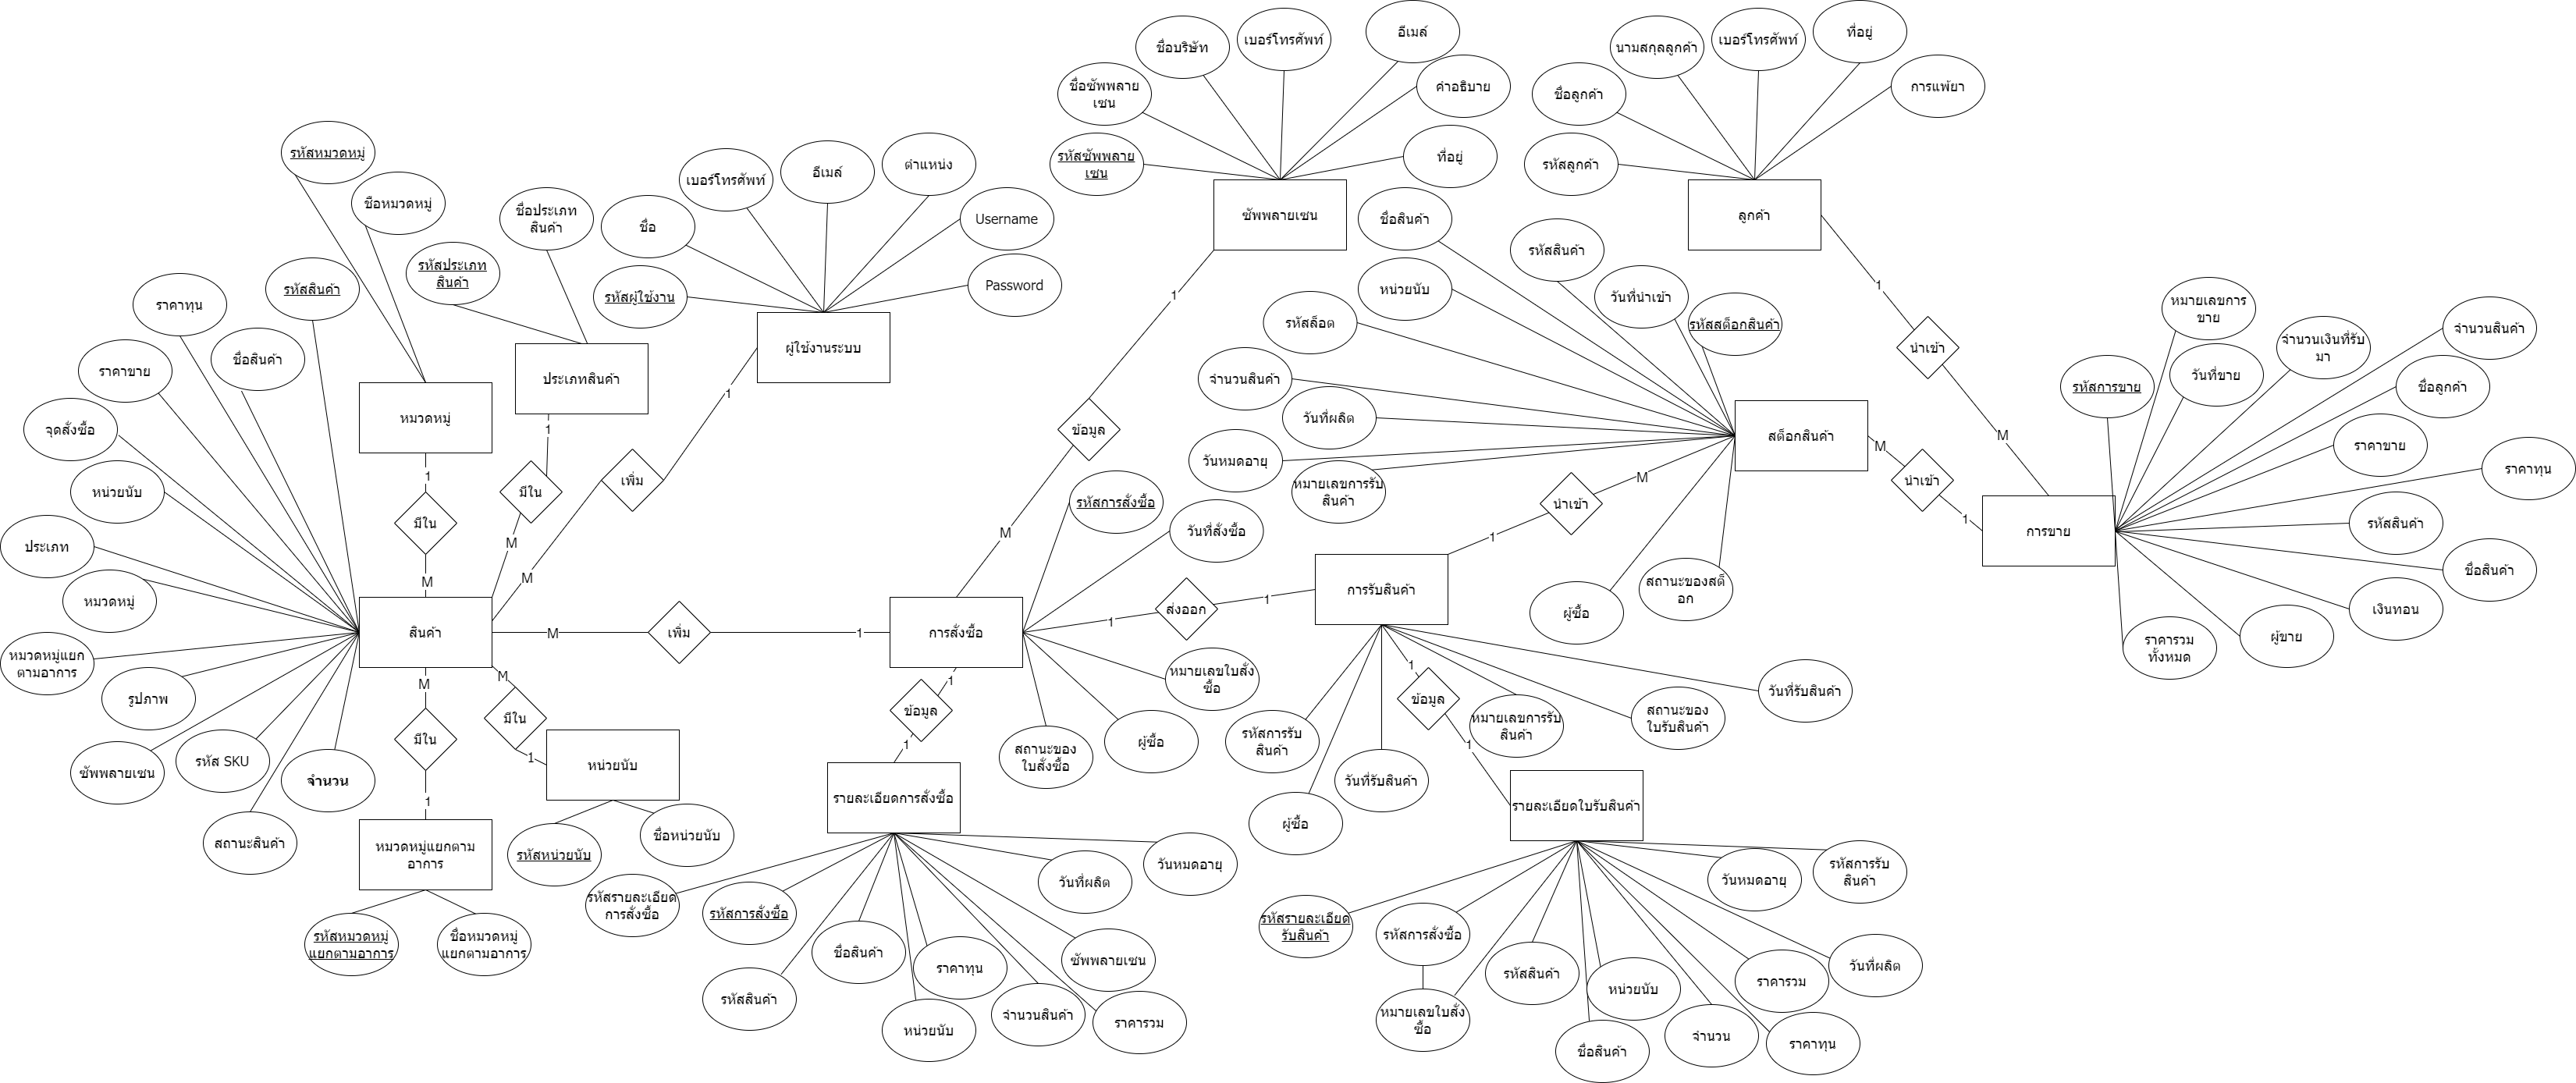 ชื่อบริษัท
เบอร์โทรศัพท์
อีเมล์
ชื่อซัพพลาย
เซน
คำอธิบาย
รหัสซัพพลาย
เซน
ที่อยู่
ซัพพลายเซน
นามสกุลลูกค้า
เบอร์โทรศัพท์
ที่อยู่
ชื่อลูกค้า
การแพ้ยา
รหัสลูกค้า
ลูกค้า
รหัสหมวดหมู่
ชือหมวดหมู่
หมวดหมู่
ชื่อประเภท
สินค้า
รหัสประเภท
สินค้า
ประเภทสินค้า
เบอร์โทรศัพท์
อีเมล์
ตำแหน่ง
ชื่อ
Username
รหัสผู้ใช้งาน
Password
ผู้ใช้งานระบบ
รหัสสินค้า
ราคาทุน
ชื่อสินค้า
ราคาขาย
จุดสั่งซื้อ
หน่วยนับ
ประเภท
หมวดหมู่
หมวดหมู่แยก
ตามอาการ
รูปภาพ
ซัพพลายเซน
รหัส SKU
จำนวน
สถานะสินค้า
สินค้า
1
มีใน
M
1
มีใน
M
1
เพิ่ม
M
M
เพิ่ม
1
M
มีใน
1
M
มีใน
1
หมวดหมู่แยกตาม
อาการ
รหัสหมวดหมู่
แยกตามอาการ
ชื่อหมวดหมู่
แยกตามอาการ
หน่วยนับ
รหัสหน่วยนับ
ชื่อหน่วยนับ
1
ข้อมูล
M
การสั่งซื้อ
รหัสการสั่งซื้อ
วันที่สั่งซื้อ
หมายเลขใบสั่ง
ซื้อ
ผู้ซื้อ
สถานะของ
ใบสั่งซื้อ
1
ส่งออก
1
1
ข้อมูล
1
รายละเอียดการสั่งซื้อ
รหัสรายละเอียด
การสั่งซื้อ
รหัสการสั่งซื้อ
รหัสสินค้า
ชื่อสินค้า
หน่วยนับ
ราคาทุน
จำนวนสินค้า
ราคารวม
ซัพพลายเซน
วันที่ผลิต
วันหมดอายุ
ชื่อสินค้า
รหัสสินค้า
หน่วยนับ
วันที่นำเข้า
รหัสล็อต
รหัสสต็อกสินค้า
จำนวนสินค้า
วันที่ผลิต
วันหมดอายุ
หมายเลขการรับ
สินค้า
ผู้ซื้อ
สถานะของสต็
อก
สต็อกสินค้า
M
นำเข้า
1
การรับสินค้า
รหัสการรับ
สินค้า
ผู้ซื้อ
วันที่รับสินค้า
หมายเลขการรับ
สินค้า
สถานะของ
ใบรับสินค้า
วันที่รับสินค้า
1
ข้อมูล
1
รายละเอียดใบรับสินค้า
รหัสรายละเอียด
รับสินค้า
รหัสการสั่งซื้อ
หมายเลขใบสั่ง
ซื้อ
รหัสสินค้า
ชื่อสินค้า
หน่วยนับ
จำนวน
ราคาทุน
ราคารวม
วันที่ผลิต
วันหมดอายุ
รหัสการรับ
สินค้า
1
นำเข้า
M
M
นำเข้า
1
การขาย
หมายเลขการ
ขาย
รหัสการขาย
วันที่ขาย
จำนวนเงินที่รับ
มา
จำนวนสินค้า
ชื่อลูกค้า
ราคาขาย
ราคาทุน
รหัสสินค้า
ชื่อสินค้า
เงินทอน
ผู้ขาย
ราคารวม
ทั้งหมด